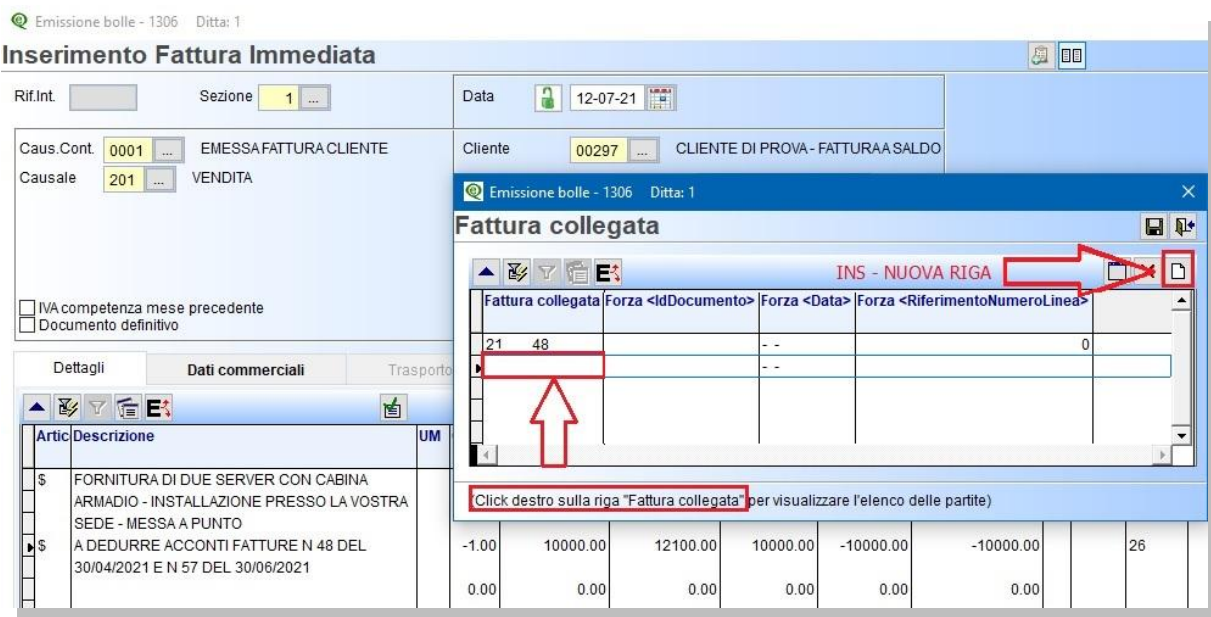 Emissione bolle - 1306 Ditta: 1
Inserimento Fattura Immediata
Rif.Int. Sezione 1 ... Data 12-07-21
Caus.Cont. 0001 ... EMESSA FATTURA CLIENTE Cliente 00297 ... CLIENTE DI PROVA - FATTURA A SALDO
Causale 201 ... VENDITA
Emissione bolle - 1306 Ditta: 1
Fattura collegata
INS - NUOVA RIGA
Fattura collegata Forza <IdDocumento> Forza <Data> Forza <RiferimentoNumeroLinea>
21 48 - - 0
- -
(Click destro sulla riga "Fattura collegata" per visualizzare l'elenco delle partite)
IVA competenza mese precedente
Documento definitivo
Dettagli Dati commerciali Trasporto
Artic Descrizione UM
$ FORNITURA DI DUE SERVER CON CABINA
ARMADIO - INSTALLAZIONE PRESSO LA VOSTRA
SEDE - MESSA A PUNTO
$ A DEDURRE ACCONTI FATTURE N 48 DEL -1.00 10000.00 12100.00 10000.00 -10000.00 -10000.00 26
30/04/2021 E N 57 DEL 30/06/2021
0.00 0.00 0.00 0.00 0.00 0.00